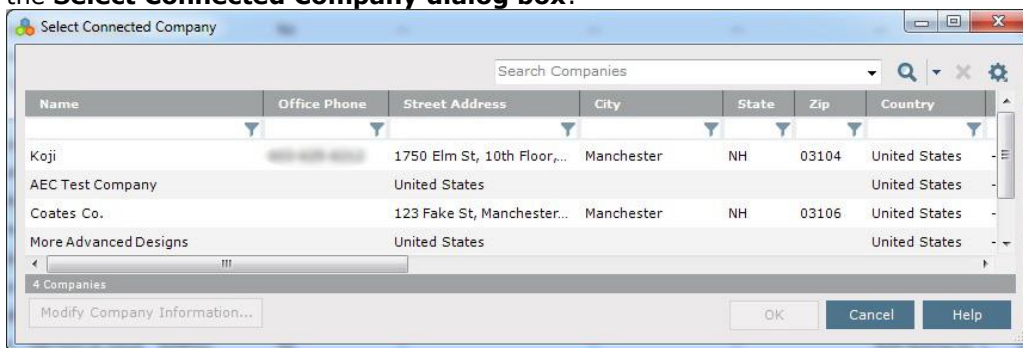 the Select Connected Company dialog box.
Select Connected Company
Search Companies
Name Office Phone Street Address City State Zip Country
Koji 1750 Elm St, 10th Floor,... Manchester NH 03104 United States -
AEC Test Company United States United States -
Coates Co. 123 Fake St, Manchester... Manchester NH 03106 United States -
More Advanced Designs United States United States -
4 Companies
Modify Company Information... OK Cancel Help